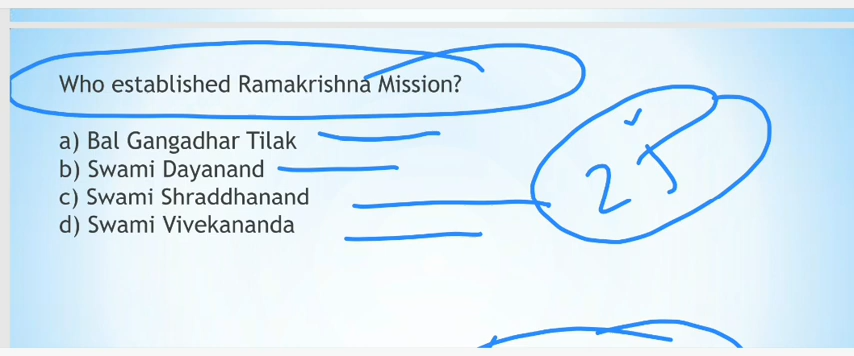 Who established Ramakrishna Mission?
a) Bal Gangadhar Tilak
b) Swami Dayanand
c) Swami Shraddhanand
d) Swami Vivekananda